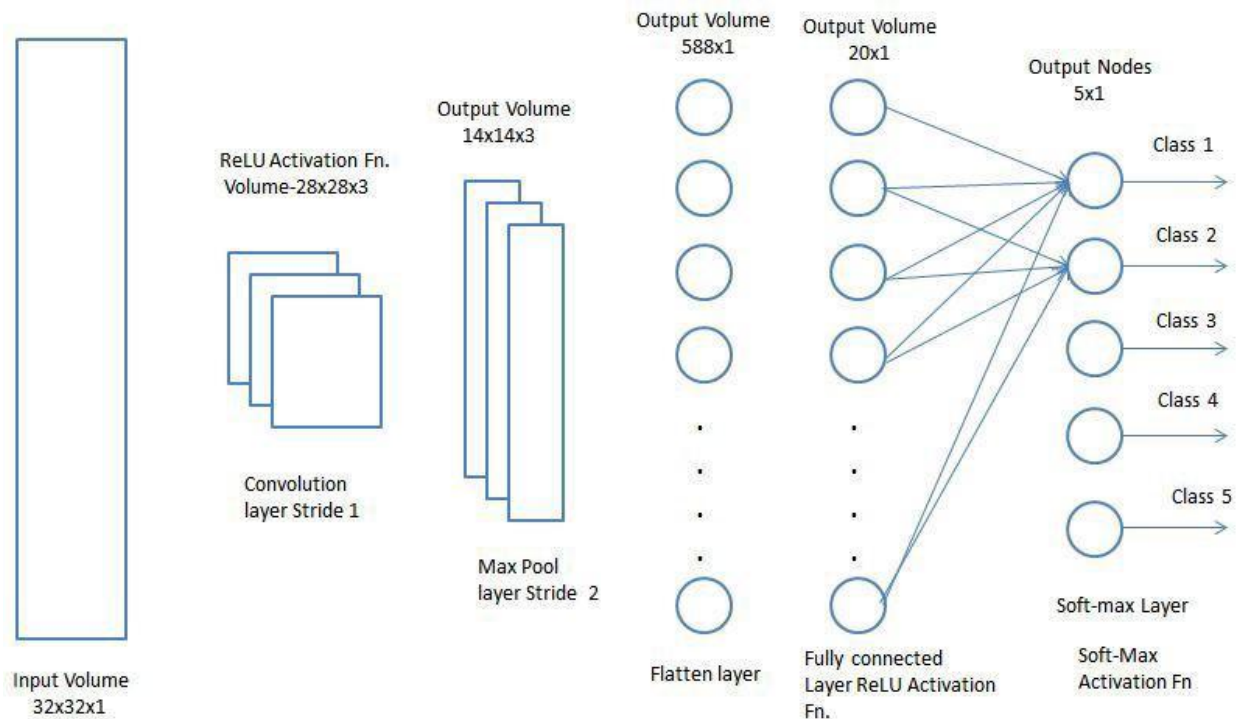 Input Volume
32x32x1
ReLU Activation Fn.
Volume-28x28x3
Convolution
layer Stride 1
Output Volume
14x14x3
Max Pool
layer Stride 2
Output Volume
588x1
Flatten layer
Output Volume
20x1
Fully connected
Layer ReLU Activation
Fn.
Output Nodes
5x1
Class 1
Class 2
Class 3
Class 4
Class 5
Soft-max Layer
Soft-Max
Activation Fn